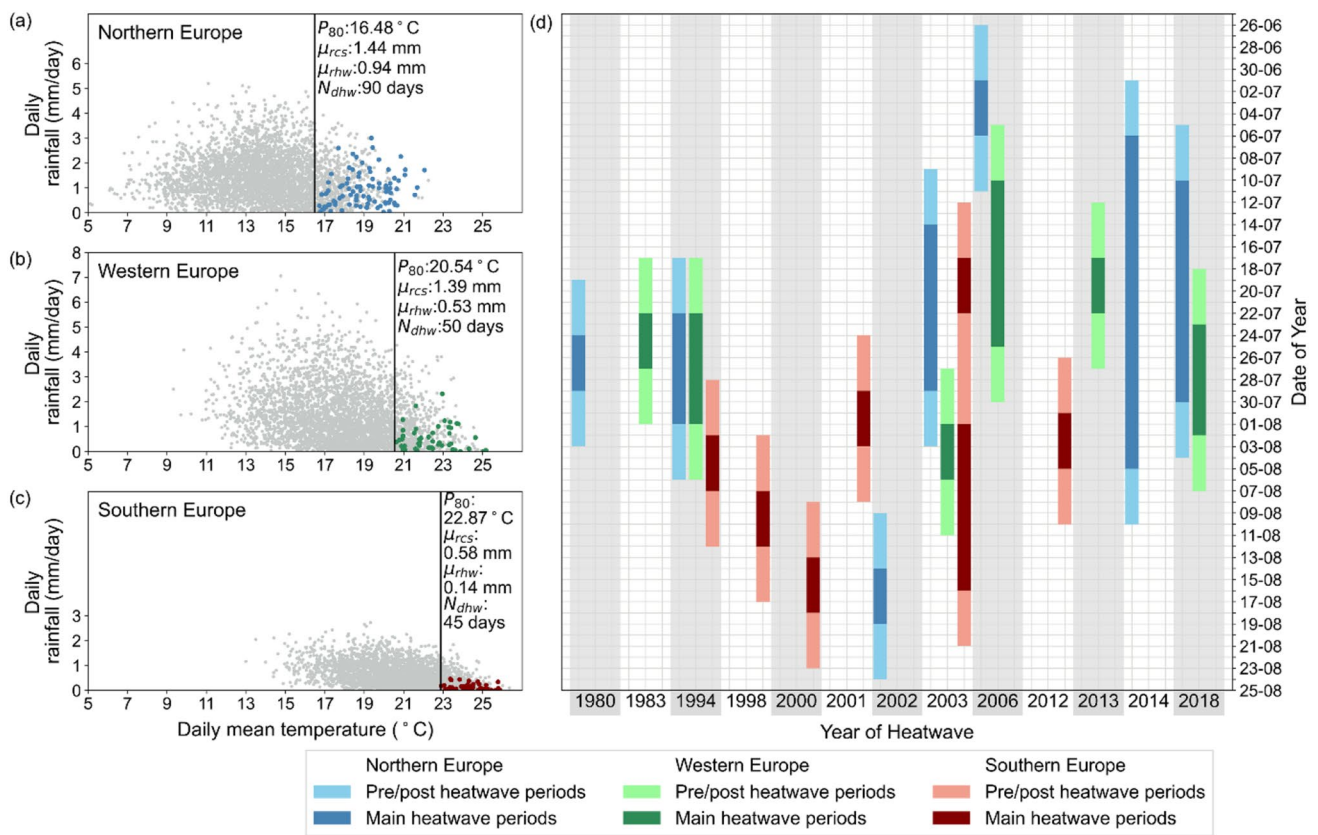 (a)
Northern Europe
P80:16.48 °C
μrcs:1.44 mm
μrhw:0.94 mm
Ndhw:90 days
Daily
rainfall (mm/day)
6
5
4
3
2
1
0
5 7 9 11 13 15 17 19 21 23 25
(b)
Western Europe
P80:20.54 °C
μrcs:1.39 mm
μrhw:0.53 mm
Ndhw:50 days
Daily
rainfall (mm/day)
8
7
6
5
4
3
2
1
0
5 7 9 11 13 15 17 19 21 23 25
(c)
Southern Europe
P80:
22.87 °C
μrcs:
0.58 mm
μrhw:
0.14 mm
Ndhw:
45 days
Daily
rainfall (mm/day)
3
2
1
0
5 7 9 11 13 15 17 19 21 23 25
Daily mean temperature (°C)
(d)
26-06
28-06
30-06
02-07
04-07
06-07
08-07
10-07
12-07
14-07
16-07
18-07
20-07
22-07
24-07
26-07
28-07
30-07
01-08
03-08
05-08
07-08
09-08
11-08
13-08
15-08
17-08
19-08
21-08
23-08
25-08
Date of Year
1980 1983 1994 1998 2000 2001 2002 2003 2006 2012 2013 2014 2018
Year of Heatwave
Northern Europe Western Europe Southern Europe
Pre/post heatwave periods Pre/post heatwave periods Pre/post heatwave periods
Main heatwave periods Main heatwave periods Main heatwave periods